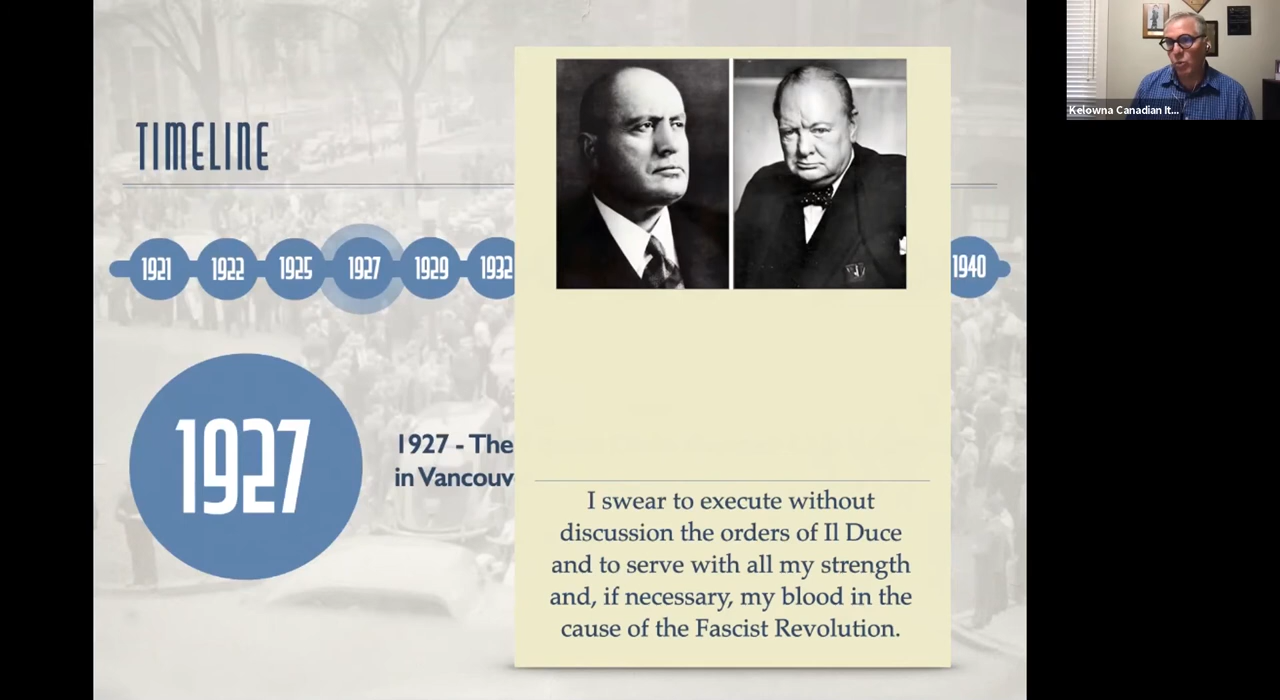 TIMELINE
1921 1922 1925 1927 1929 1932 1940
1927
1927 - The
in Vancouv
I swear to execute without
discussion the orders of Il Duce
and to serve with all my strength
and, if necessary, my blood in the
cause of the Fascist Revolution.
Kelowna Canadian It...